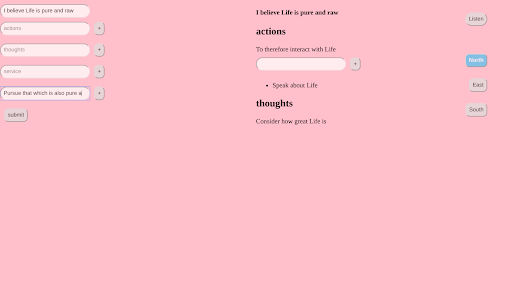 I believe Life is pure and raw
actions
+
thoughts
+
service
+
Pursue that which is also pure a
+
submit
I believe Life is pure and raw
actions
To therefore interact with Life
+
Speak about Life
thoughts
Consider how great Life is
Listen
North
East
South